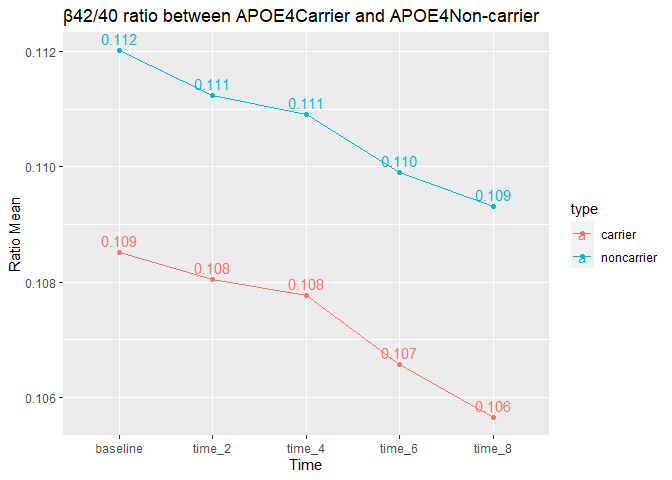 β42/40 ratio between APOE4Carrier and APOE4Non-carrier
0.112
0.112
0.111
0.111
0.110
0.110
0.109
0.109
0.108
0.108
0.108
0.107
0.106
0.106
Ratio Mean
baseline time_2 time_4 time_6 time_8
Time
type
a carrier
a noncarrier